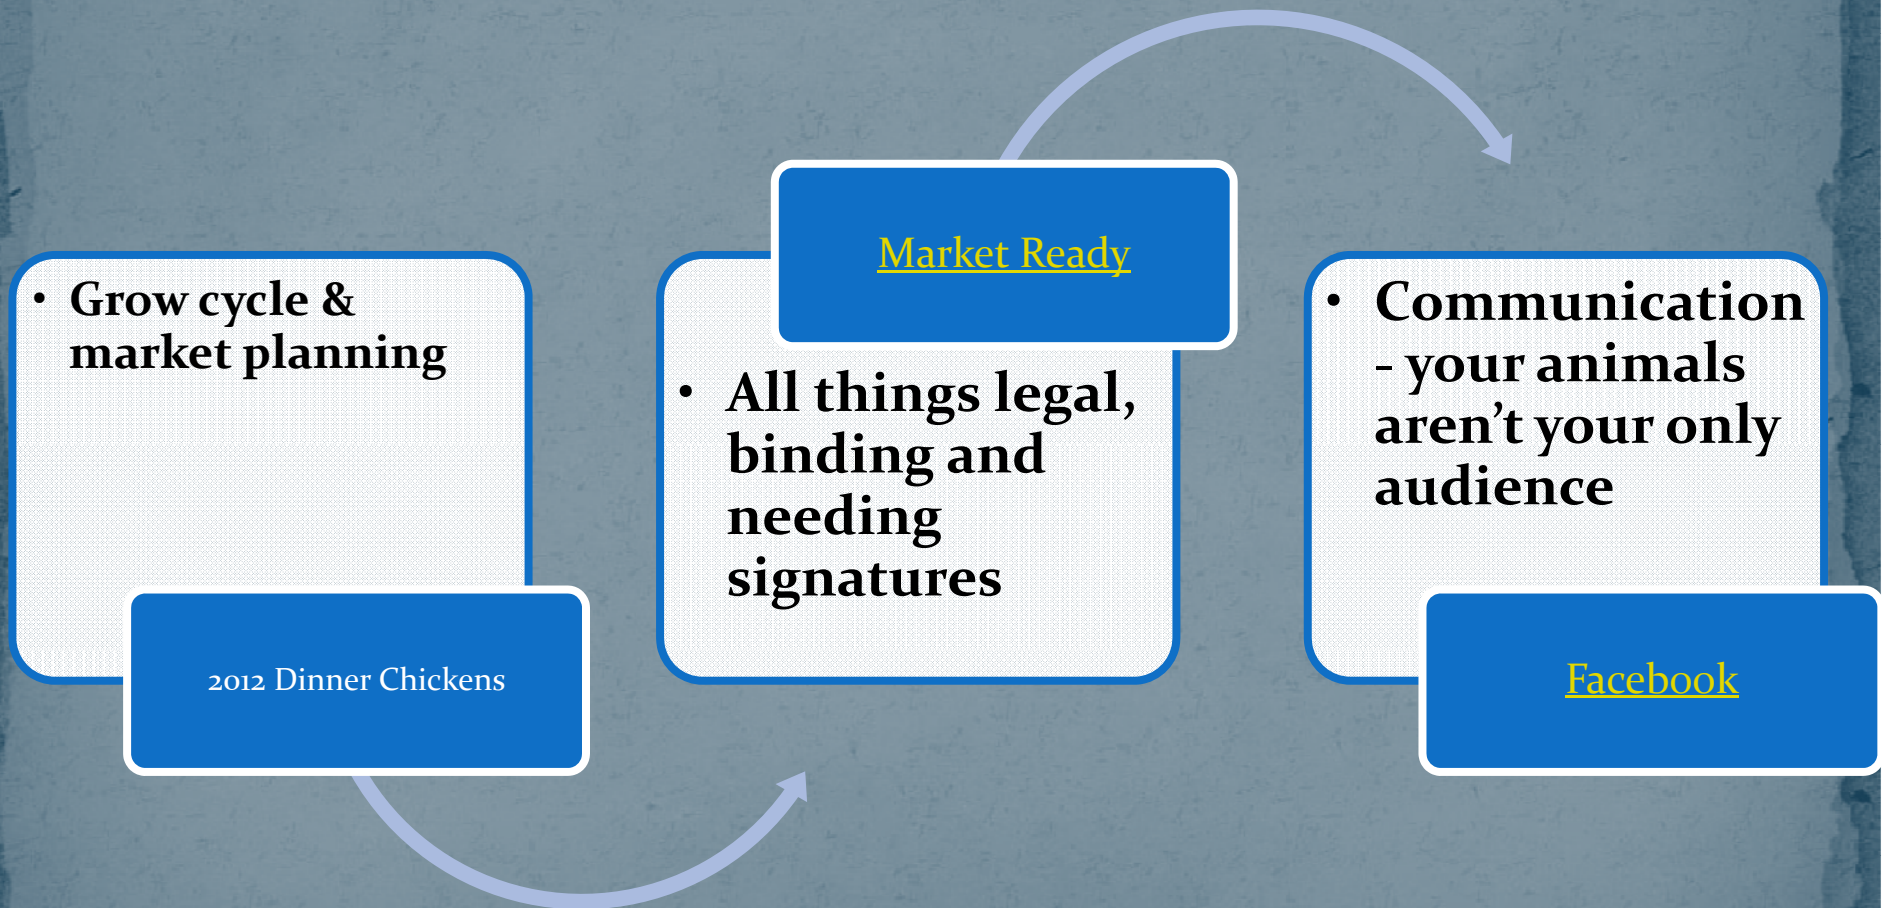 • Grow cycle &
market planning
2012 Dinner Chickens
Market Ready
• All things legal,
binding and
needing
signatures
• Communication
- your animals
aren’t your only
audience
Facebook